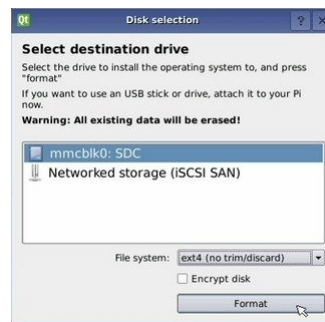 Qt Disk selection ? ×
Select destination drive
Select the drive to install the operating system to, and press
"format"
If you want to use an USB stick or drive, attach it to your Pi
now.
Warning: All existing data will be erased!
mmcblk0: SDC
Networked storage (iSCSI SAN)
File system: ext4 (no trim/discard)
Encrypt disk
Format